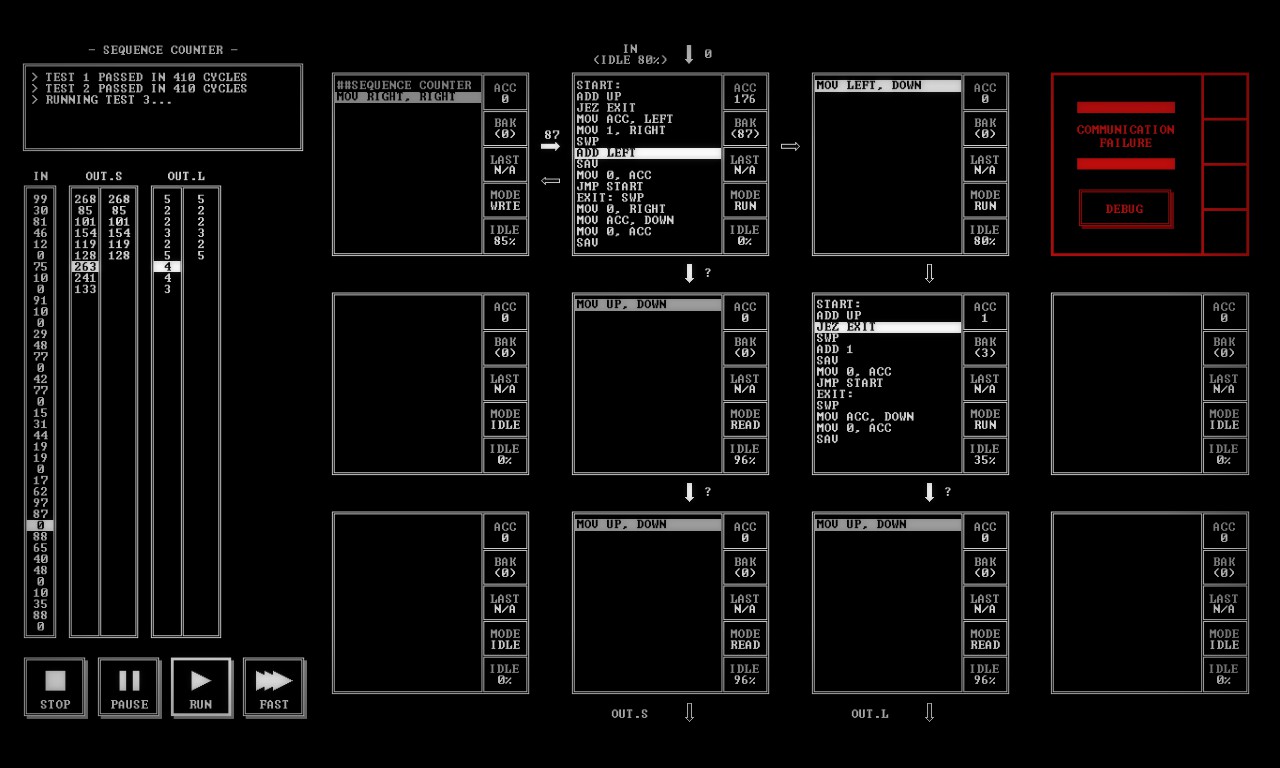 - SEQUENCE COUNTER -
> TEST 1 PASSED IN 410 CYCLES
> TEST 2 PASSED IN 410 CYCLES
> RUNNING TEST 3...
IN OUT.S OUT.L
99 268 268 5 5
30 85 85 2 2
81 101 101 2 2
46 154 154 3 3
12 119 119 2 2
0 128 128 5 5
75 263 4
10 241 4
0 133 3
91
10
0
29
48
77
0
42
77
0
15
31
44
19
19
0
17
62
97
87
0
88
65
40
48
0
10
35
88
0
STOP
PAUSE
RUN
FAST
IN
(IDLE 80%)
0
##SEQUENCE COUNTER
MOV RIGHT, RIGHT
ACC
0
BAK
(0)
LAST
N/A
MODE
WRITE
IDLE
85%
87
START:
ADD UP
JEZ EXIT
MOV ACC, LEFT
MOV 1, RIGHT
SWP
ADD LEFT
SAV
MOV 0, ACC
JMP START
EXIT: SWP
MOV 0, RIGHT
MOV ACC, DOWN
MOV 0, ACC
SAV
ACC
176
BAK
(87)
LAST
N/A
MODE
RUN
IDLE
0%
MOV LEFT, DOWN
ACC
0
BAK
(0)
LAST
N/A
MODE
RUN
IDLE
80%
COMMUNICATION
FAILURE
DEBUG
?
ACC
0
BAK
(0)
LAST
N/A
MODE
IDLE
IDLE
0%
MOV UP, DOWN
ACC
0
BAK
(0)
LAST
N/A
MODE
READ
IDLE
96%
START:
ADD UP
JEZ EXIT
SWP
ADD 1
SAV
MOV 0, ACC
JMP START
EXIT:
SWP
MOV ACC, DOWN
MOV 0, ACC
SAV
ACC
1
BAK
(3)
LAST
N/A
MODE
RUN
IDLE
35%
ACC
0
BAK
(0)
LAST
N/A
MODE
IDLE
IDLE
0%
?
?
ACC
0
BAK
(0)
LAST
N/A
MODE
IDLE
IDLE
0%
MOV UP, DOWN
ACC
0
BAK
(0)
LAST
N/A
MODE
READ
IDLE
96%
MOV UP, DOWN
ACC
0
BAK
(0)
LAST
N/A
MODE
READ
IDLE
96%
ACC
0
BAK
(0)
LAST
N/A
MODE
IDLE
IDLE
0%
OUT.S
OUT.L